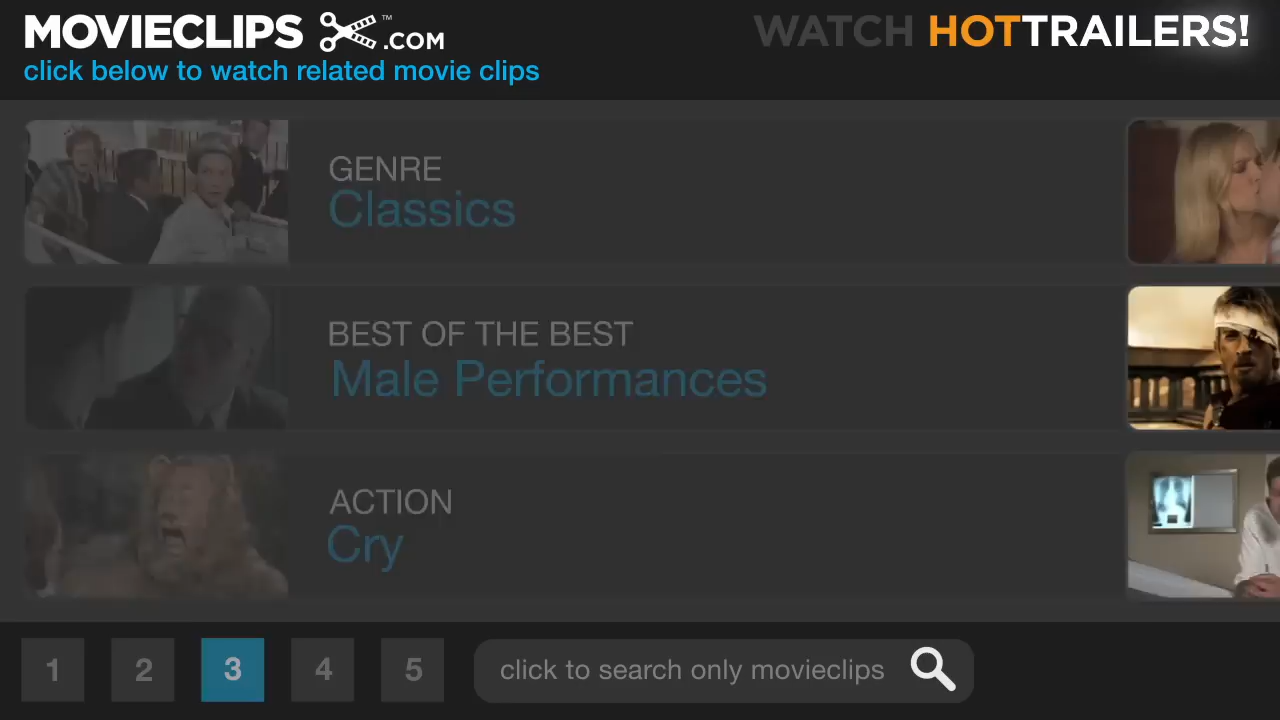 MOVIECLIPS ™ .COM
WATCH HOTTRAILERS!
click below to watch related movie clips
GENRE
Classics
BEST OF THE BEST
Male Performances
ACTION
Cry
1 2 3 4 5
click to search only movieclips